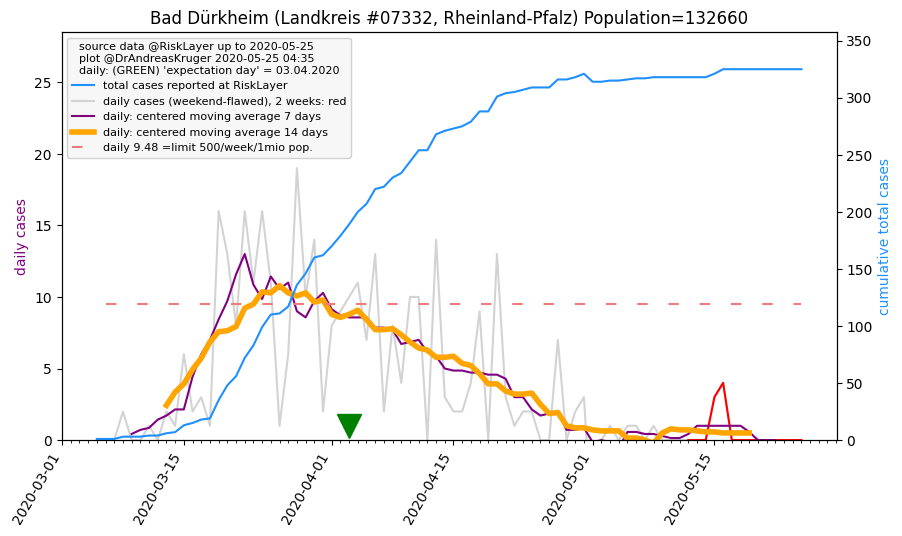 Bad Dürkheim (Landkreis #07332, Rheinland-Pfalz) Population=132660
source data @RiskLayer up to 2020-05-25
plot @DrAndreasKruger 2020-05-25 04:35
daily: (GREEN) 'expectation day' = 03.04.2020
total cases reported at RiskLayer
daily cases (weekend-flawed), 2 weeks: red
daily: centered moving average 7 days
daily: centered moving average 14 days
daily 9.48 =limit 500/week/1mio pop.
daily cases
25
20
15
10
5
0
350
300
250
200
150
100
50
0
cumulative total cases
2020-03-01
2020-03-15
2020-04-01
2020-04-15
2020-05-01
2020-05-15